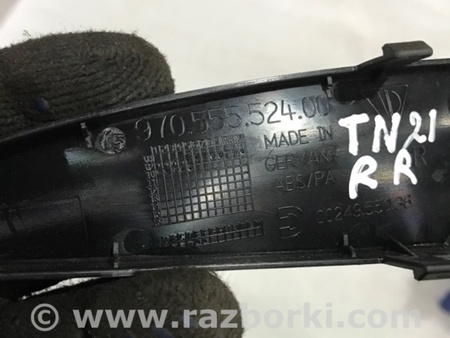 970.555.524.00
MADE IN
GERMANY
ABS/PA
TN21
RR
© www.razborki.com